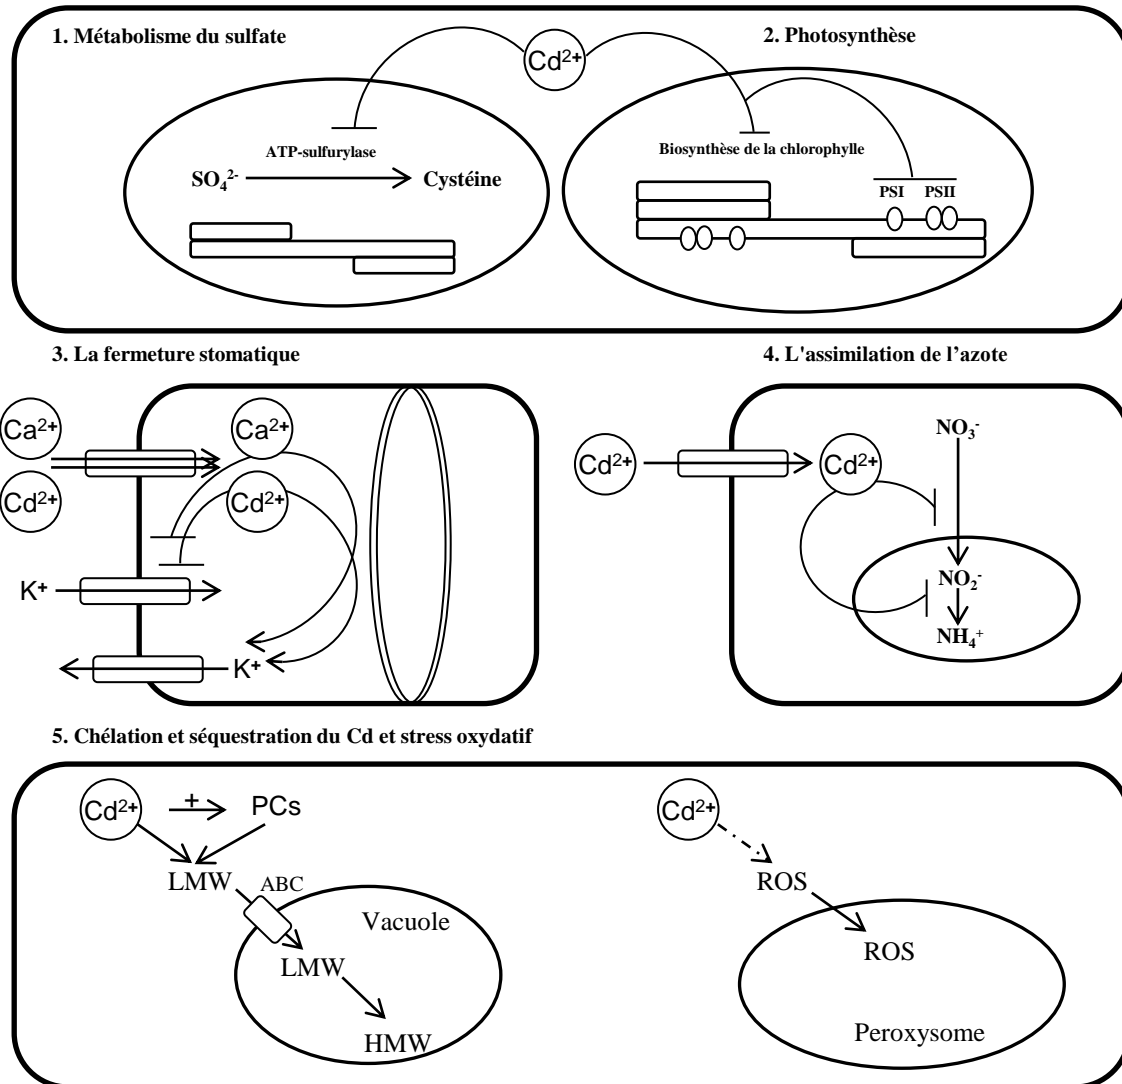 1. Métabolisme du sulfate
2. Photosynthèse
Cd²⁺
ATP-sulfurylase
SO₄²⁻
Cystéine
Biosynthèse de la chlorophylle
PSI
PSII
3. La fermeture stomatique
Ca²⁺
Ca²⁺
Cd²⁺
Cd²⁺
K⁺
K⁺
4. L'assimilation de l’azote
Cd²⁺
Cd²⁺
NO₃⁻
NO₂⁻
NH₄⁺
5. Chélation et séquestration du Cd et stress oxydatif
Cd²⁺
+
PCs
LMW
ABC
Vacuole
LMW
HMW
Cd²⁺
ROS
ROS
Peroxysome